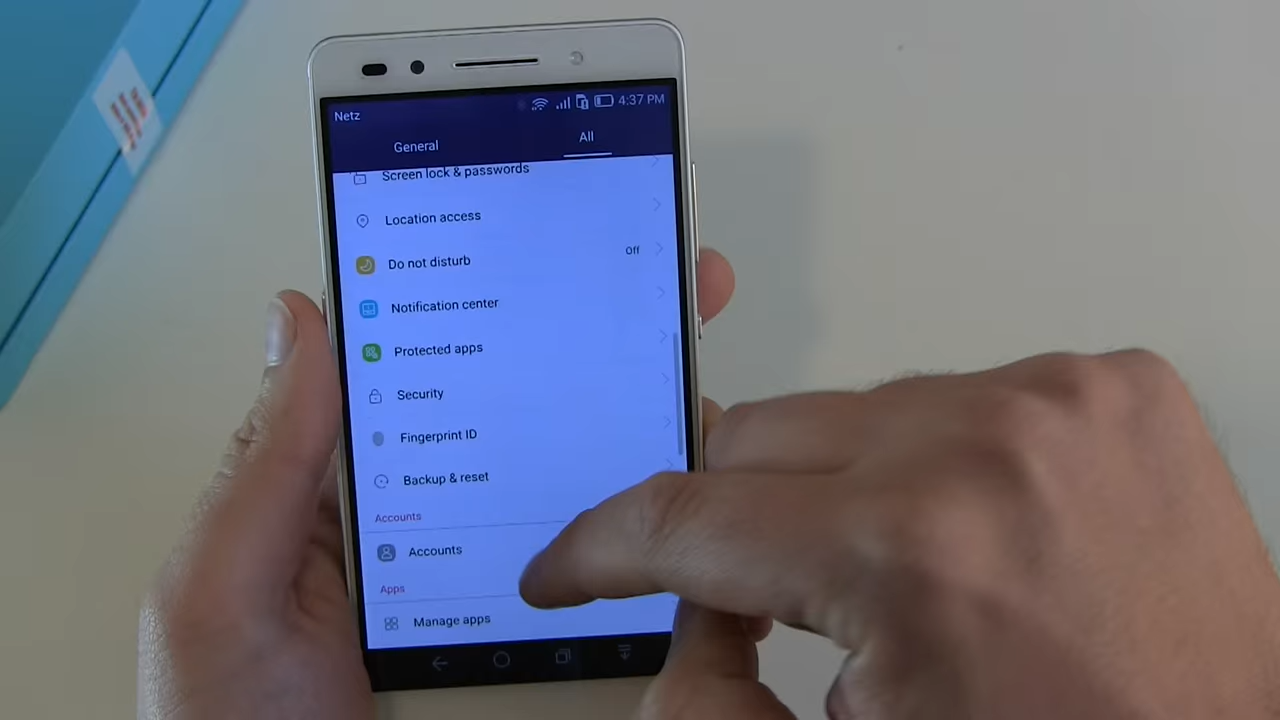 Netz
4:37 PM
General
All
Screen lock & passwords
Location access
Do not disturb
Off
Notification center
Protected apps
Security
Fingerprint ID
Backup & reset
Accounts
Accounts
Apps
Manage apps